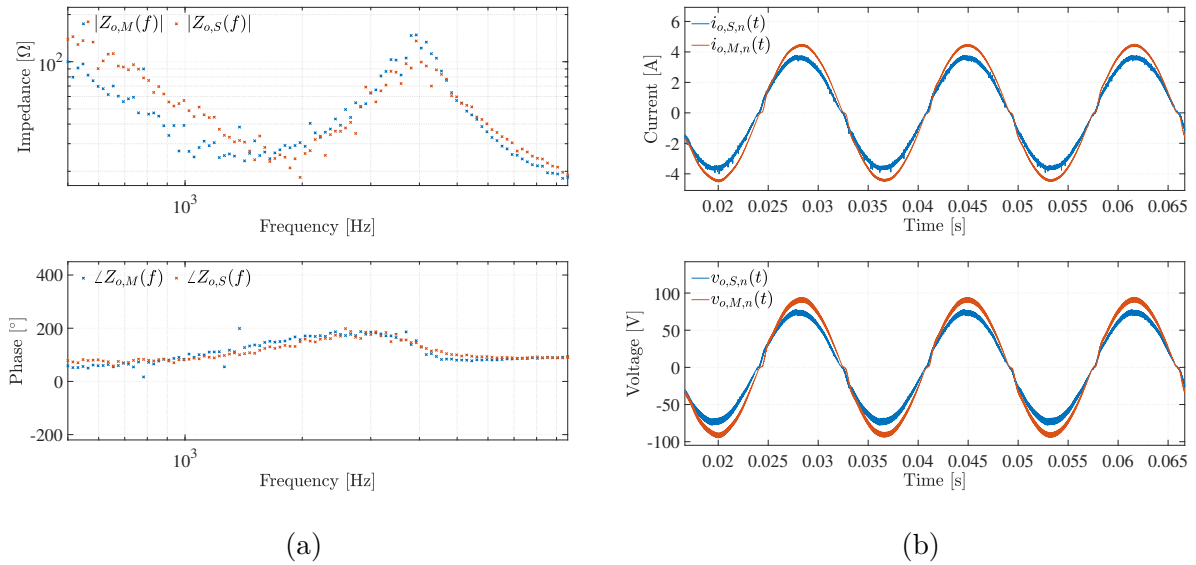 |Z_{o,M}(f)| |Z_{o,S}(f)|
10^2
Impedance [Ω]
10^3
Frequency [Hz]
∠Z_{o,M}(f) ∠Z_{o,S}(f)
400
200
0
-200
Phase [°]
10^3
Frequency [Hz]
(a)
i_{o,S,n}(t)
i_{o,M,n}(t)
6
4
2
0
-2
-4
Current [A]
0.02 0.025 0.03 0.035 0.04 0.045 0.05 0.055 0.06 0.065
Time [s]
v_{o,S,n}(t)
v_{o,M,n}(t)
100
50
0
-50
-100
Voltage [V]
0.02 0.025 0.03 0.035 0.04 0.045 0.05 0.055 0.06 0.065
Time [s]
(b)